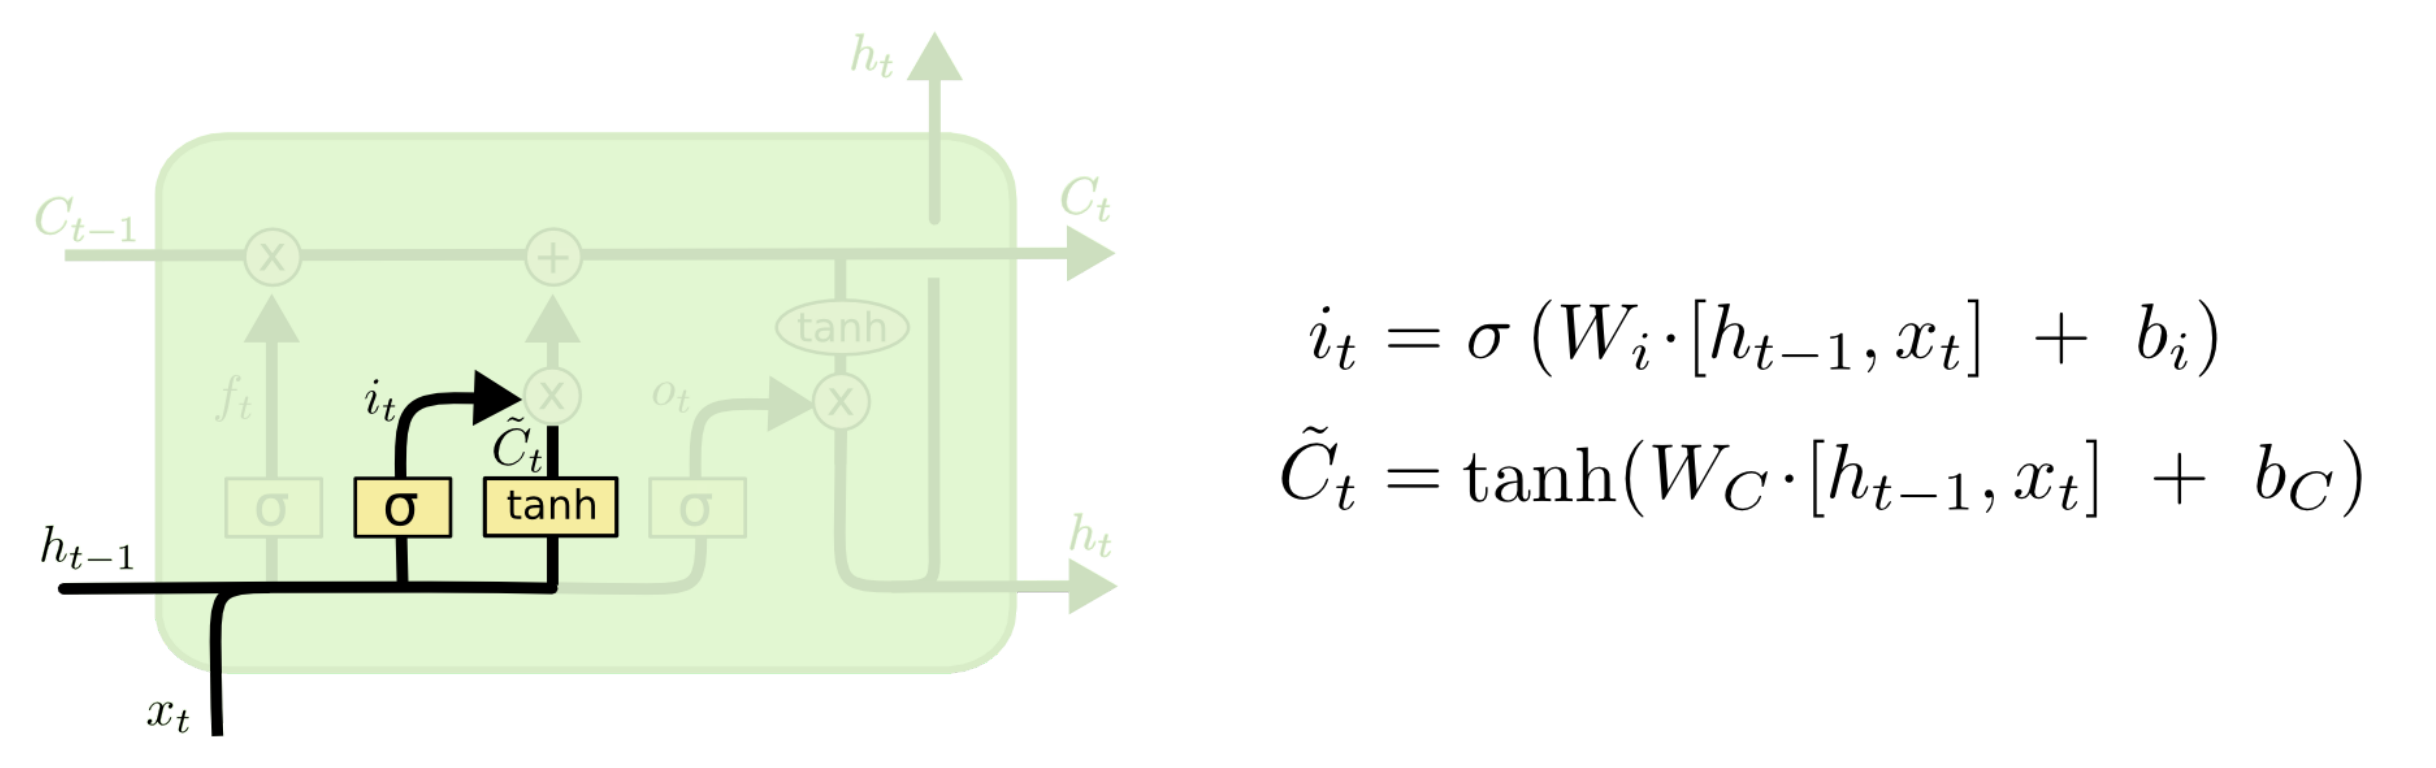 h_t
C_{t-1}
C_t
x
+
tanh
f_t
i_t
x
o_t
x
C̃_t
σ
σ
tanh
σ
h_{t-1}
h_t
x_t
i_t = σ (W_i·[h_{t-1}, x_t] + b_i)
C̃_t = tanh(W_C·[h_{t-1}, x_t] + b_C)